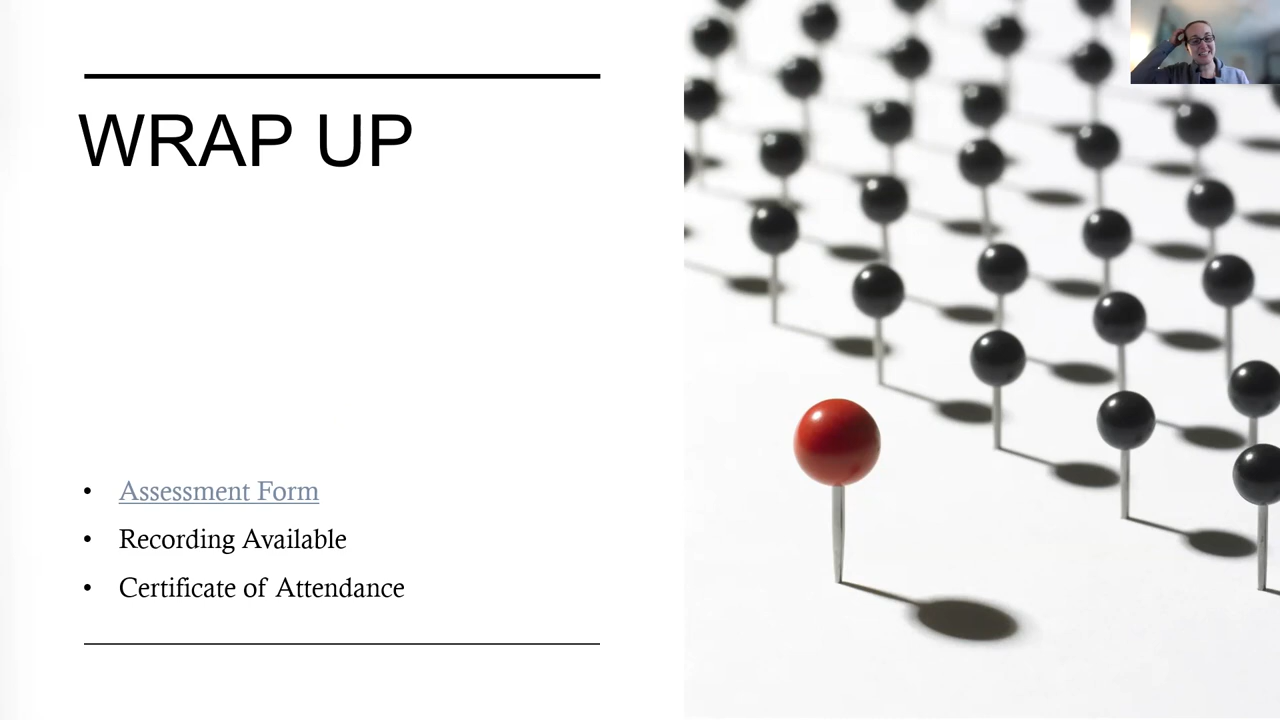 WRAP UP
• Assessment Form
• Recording Available
• Certificate of Attendance